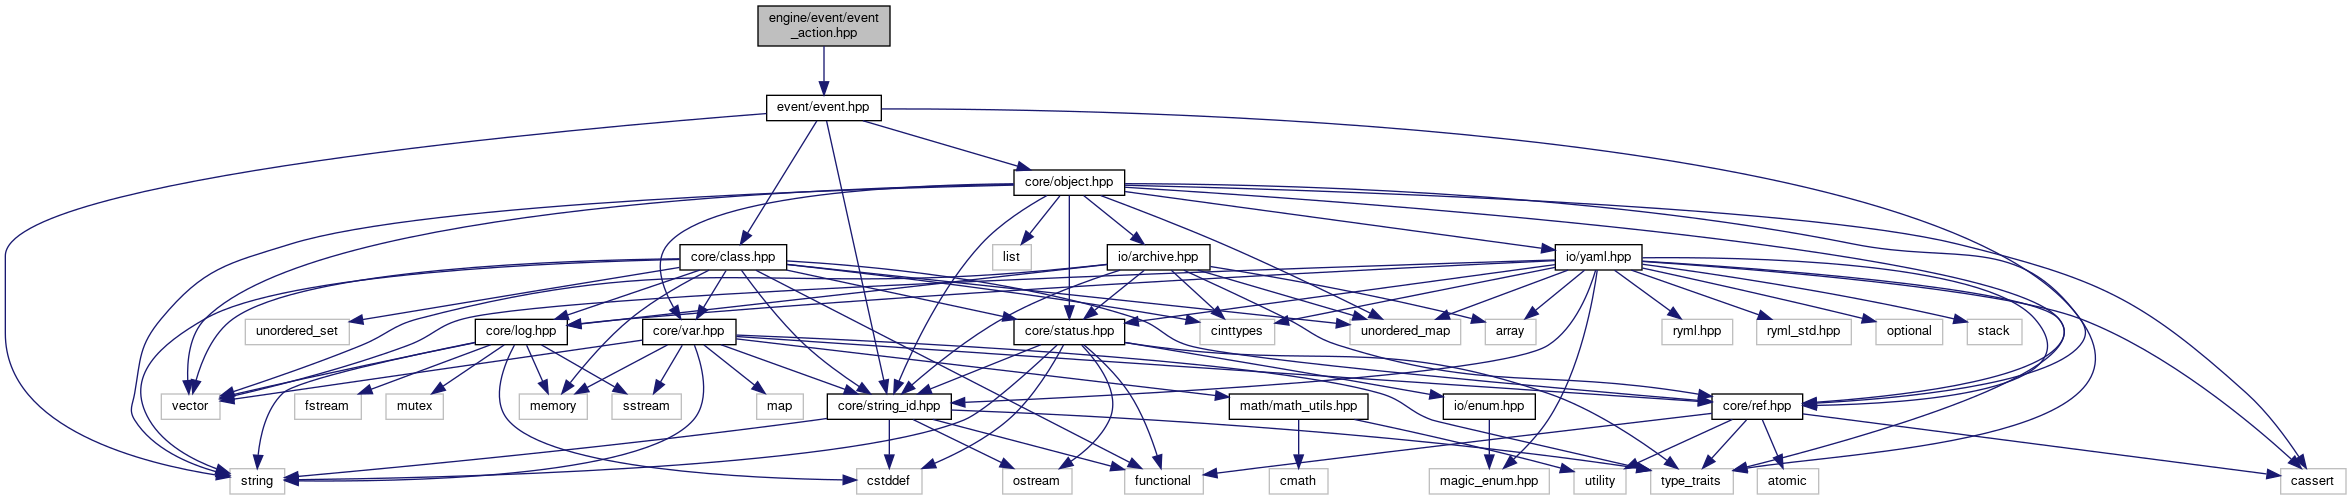 engine/event/event
_action.hpp
event/event.hpp
core/object.hpp
core/class.hpp
list
io/archive.hpp
io/yaml.hpp
unordered_set
core/log.hpp
core/var.hpp
core/status.hpp
cinttypes
unordered_map
array
ryml.hpp
ryml_std.hpp
optional
stack
vector
fstream
mutex
memory
sstream
map
core/string_id.hpp
math/math_utils.hpp
io/enum.hpp
core/ref.hpp
string
cstddef
ostream
functional
cmath
magic_enum.hpp
utility
type_traits
atomic
cassert